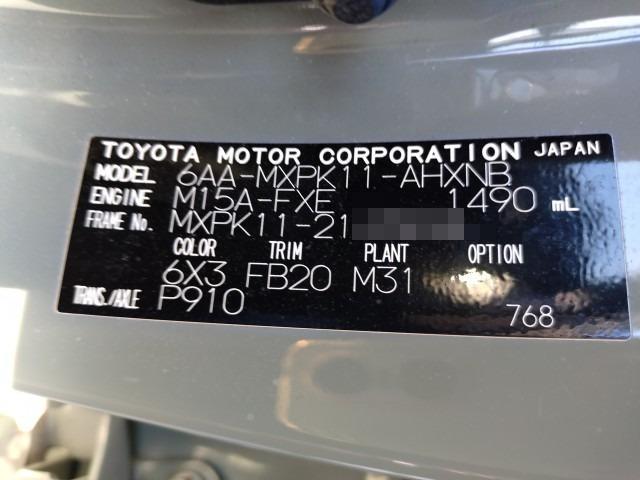 TOYOTA MOTOR CORPORATION JAPAN
MODEL 6AA-MXPK11-AHXNB
ENGINE M15A-FXE 1490 mL
FRAME No. MXPK11-21
COLOR TRIM PLANT OPTION
6X3 FB20 M31
TRANS./AXLE P910
768